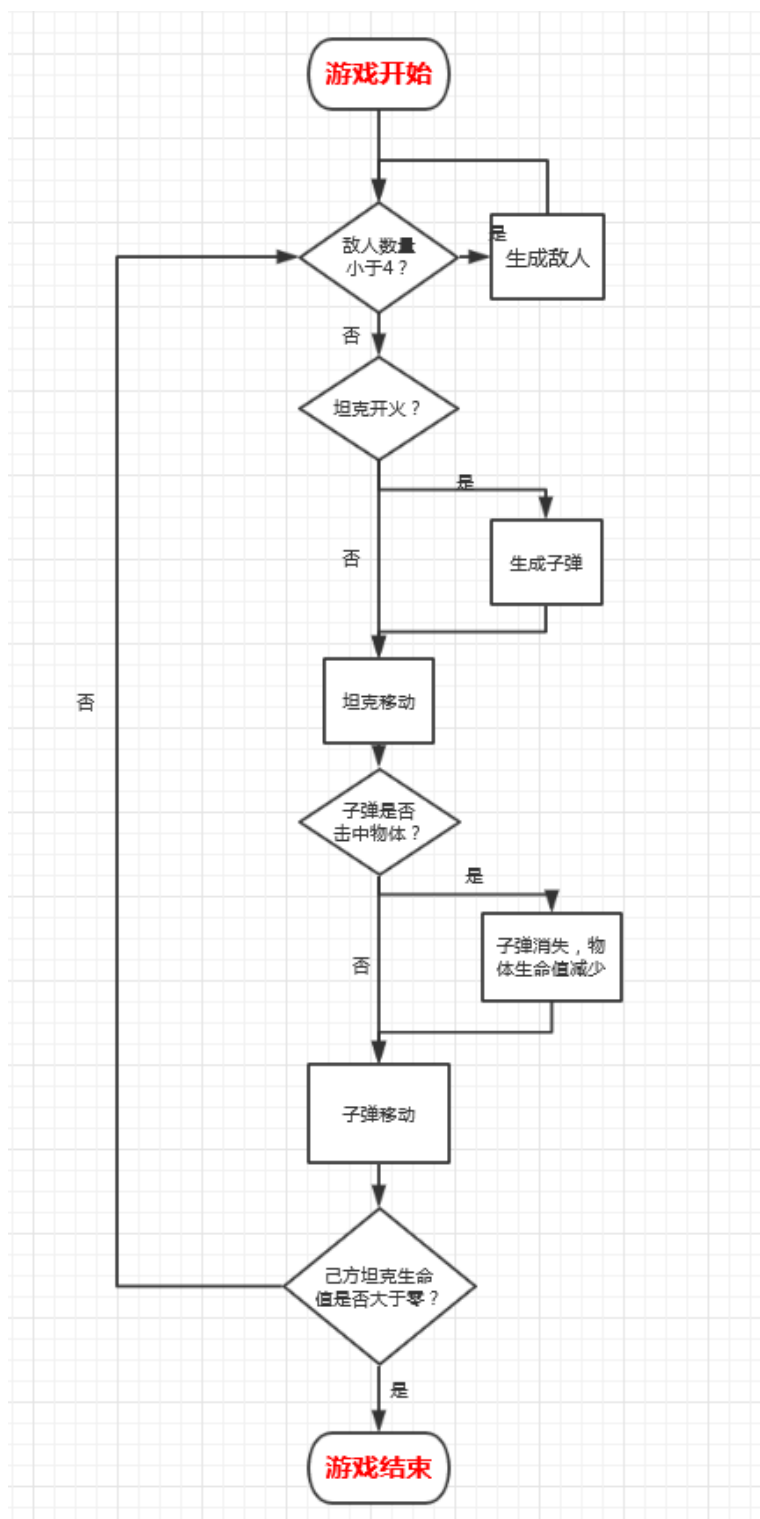 游戏开始
敌人数量
小于4？
是
生成敌人
否
坦克开火？
是
否
生成子弹
坦克移动
否
子弹是否
击中物体？
是
子弹消失，物
体生命值减少
否
子弹移动
己方坦克生命
值是否大于零？
是
游戏结束